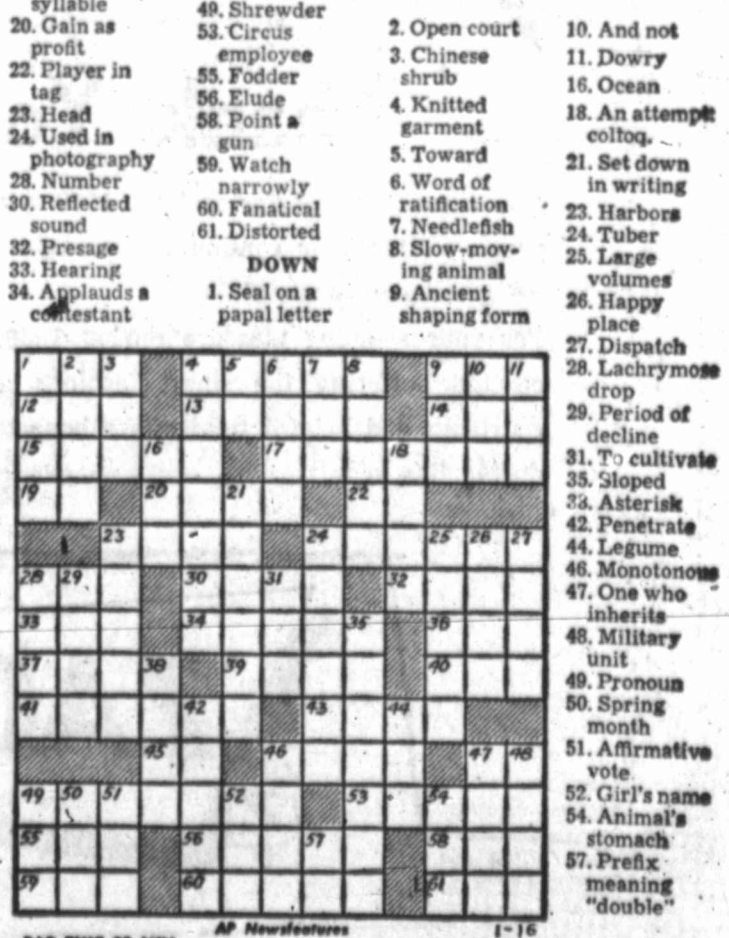 syllable
20. Gain as
profit
22. Player in
tag
23. Head
24. Used in
photography
28. Number
30. Reflected
sound
32. Presage
33. Hearing
34. Applauds a
contestant
49. Shrewder
53. Circus
employee
55. Fodder
56. Elude
58. Point a
gun
59. Watch
narrowly
60. Fanatical
61. Distorted
DOWN
1. Seal on a
papal letter
2. Open court
3. Chinese
shrub
4. Knitted
garment
5. Toward
6. Word of
ratification
7. Needlefish
8. Slow-mov-
ing animal
9. Ancient
shaping form
10. And not
11. Dowry
16. Ocean
18. An attempt
colloq.
21. Set down
in writing
23. Harbors
24. Tuber
25. Large
volumes
26. Happy
place
27. Dispatch
28. Lachrymose
drop
29. Period of
decline
31. To cultivate
35. Sloped
38. Asterisk
42. Penetrate
44. Legume
46. Monotonous
47. One who
inherits
48. Military
unit
49. Pronoun
50. Spring
month
51. Affirmative
vote
52. Girl's name
54. Animal's
stomach
57. Prefix
meaning
"double"
1 2 3 4 5 6 7 8 9 10 11
12 13 14
15 16 17 18
19 20 21 22
23 24 25 26 27
28 29 30 31 32
33 34 35 36
37 38 39 40
41 42 43 44
45 46 47 48
49 50 51 52 53 54
55 56 57 58
59 60 61
AP Newsfeatures 1-16